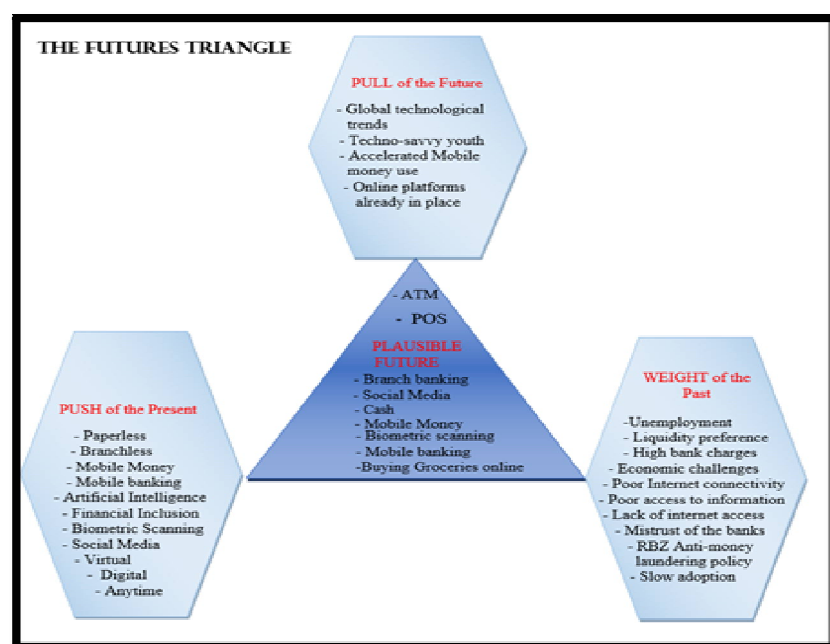 THE FUTURES TRIANGLE
PULL of the Future
- Global technological
trends
- Techno-savvy youth
- Accelerated Mobile
money use
- Online platforms
already in place
- ATM
- POS
PLAUSIBLE
FUTURE
- Branch banking
- Social Media
- Cash
- Mobile Money
- Biometric scanning
- Mobile banking
-Buying Groceries online
PUSH of the Present
- Paperless
- Branchless
- Mobile Money
- Mobile banking
- Artificial Intelligence
- Financial Inclusion
- Biometric Scanning
- Social Media
- Virtual
- Digital
- Anytime
WEIGHT of the
Past
-Unemployment
- Liquidity preference
- High bank charges
- Economic challenges
- Poor Internet connectivity
- Poor access to information
- Lack of internet access
- Mistrust of the banks
- RBZ Anti-money
laundering policy
- Slow adoption